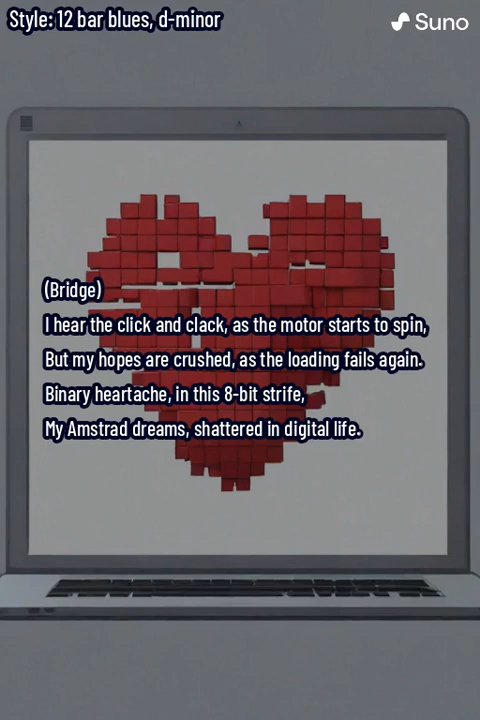 Style: 12 bar blues, d-minor
Suno
(Bridge)
I hear the click and clack, as the motor starts to spin,
But my hopes are crushed, as the loading fails again.
Binary heartache, in this 8-bit strife,
My Amstrad dreams, shattered in digital life.